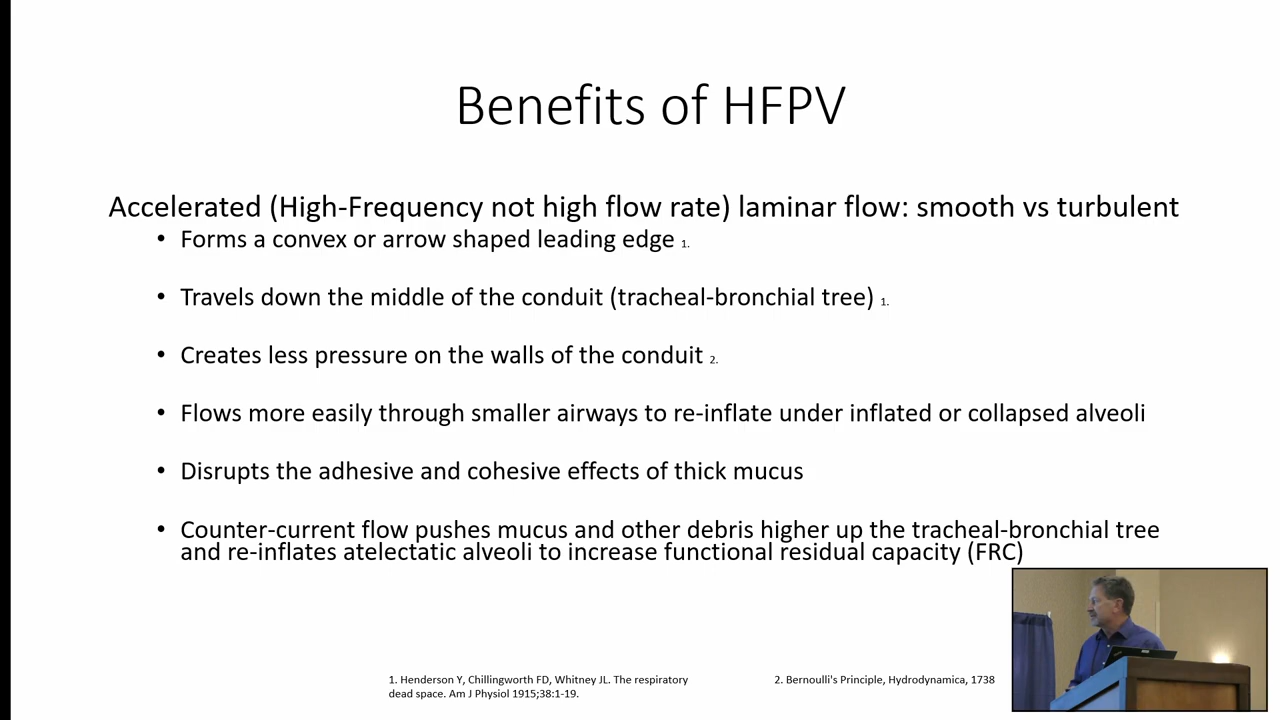 Benefits of HFPV
Accelerated (High-Frequency not high flow rate) laminar flow: smooth vs turbulent
• Forms a convex or arrow shaped leading edge 1.
• Travels down the middle of the conduit (tracheal-bronchial tree) 1.
• Creates less pressure on the walls of the conduit 2.
• Flows more easily through smaller airways to re-inflate under inflated or collapsed alveoli
• Disrupts the adhesive and cohesive effects of thick mucus
• Counter-current flow pushes mucus and other debris higher up the tracheal-bronchial tree
and re-inflates atelectatic alveoli to increase functional residual capacity (FRC)
1. Henderson Y, Chillingworth FD, Whitney JL. The respiratory
dead space. Am J Physiol 1915;38:1-19.
2. Bernoulli's Principle, Hydrodynamica, 1738